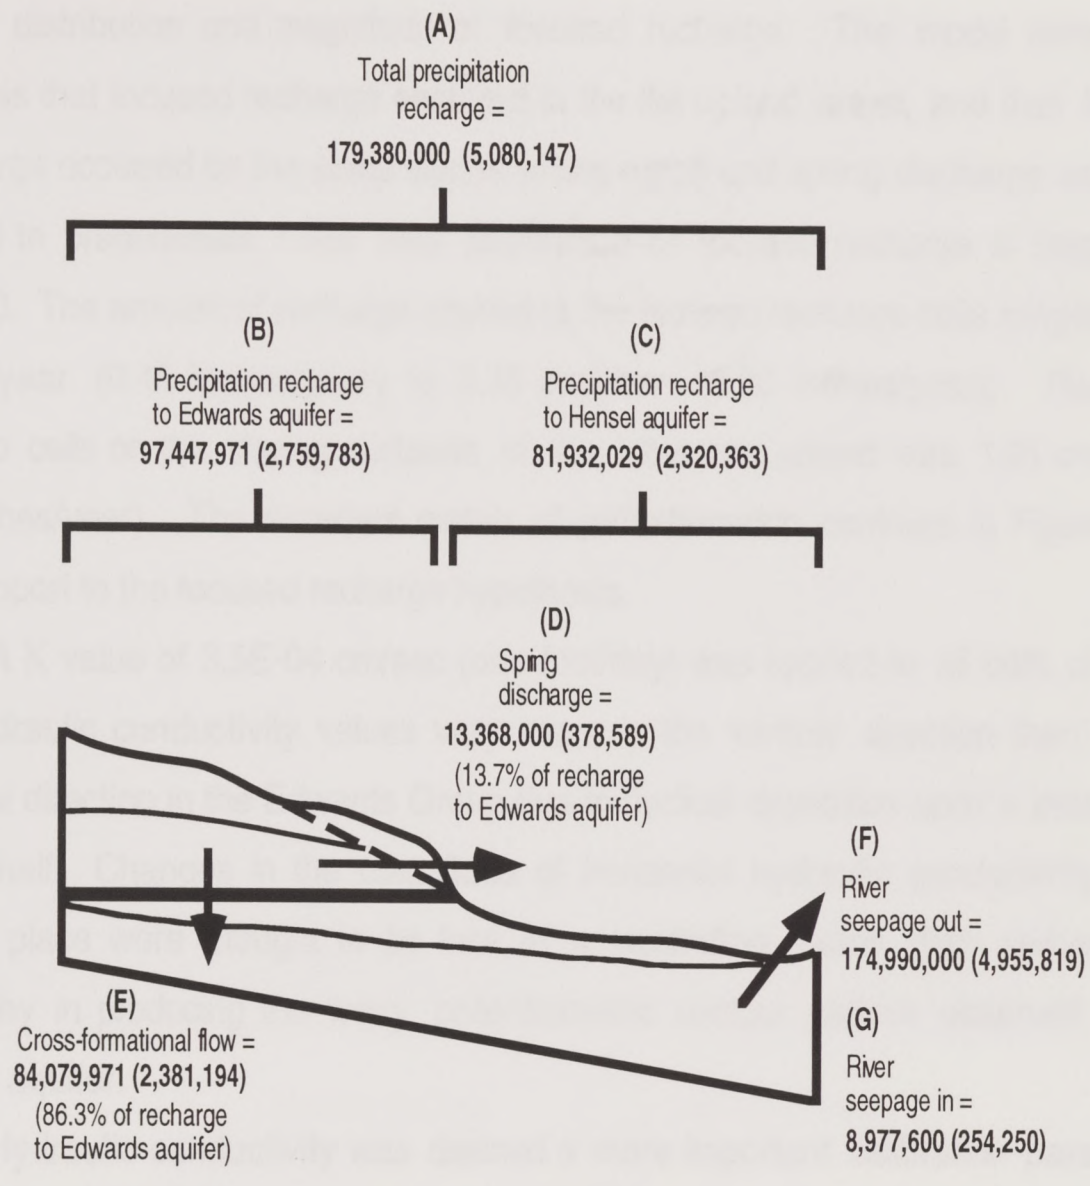 (A)
Total precipitation
recharge =
179,380,000 (5,080,147)
(B)
Precipitation recharge
to Edwards aquifer =
97,447,971 (2,759,783)
(C)
Precipitation recharge
to Hensel aquifer =
81,932,029 (2,320,363)
(D)
Spring
discharge =
13,368,000 (378,589)
(13.7% of recharge
to Edwards aquifer)
(E)
Cross-formational flow =
84,079,971 (2,381,194)
(86.3% of recharge
to Edwards aquifer)
(F)
River
seepage out =
174,990,000 (4,955,819)
(G)
River
seepage in =
8,977,600 (254,250)